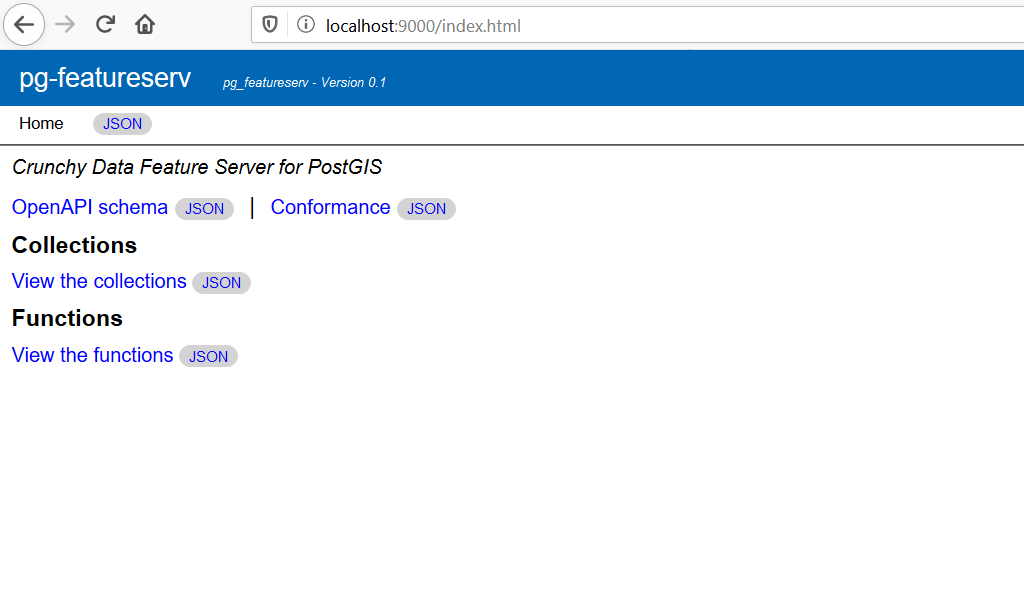 localhost:9000/index.html
pg-featureserv pg_featureserv - Version 0.1
Home JSON
Crunchy Data Feature Server for PostGIS
OpenAPI schema JSON | Conformance JSON
Collections
View the collections JSON
Functions
View the functions JSON